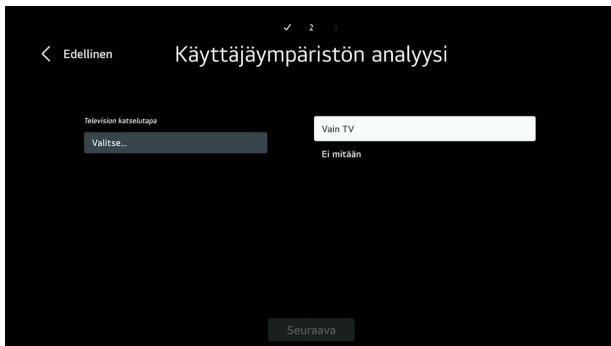 ✓ 2 3
Edellinen
Käyttäjäympäristön analyysi
Television katselutapa
Valitse...
Vain TV
Ei mitään
Seuraava